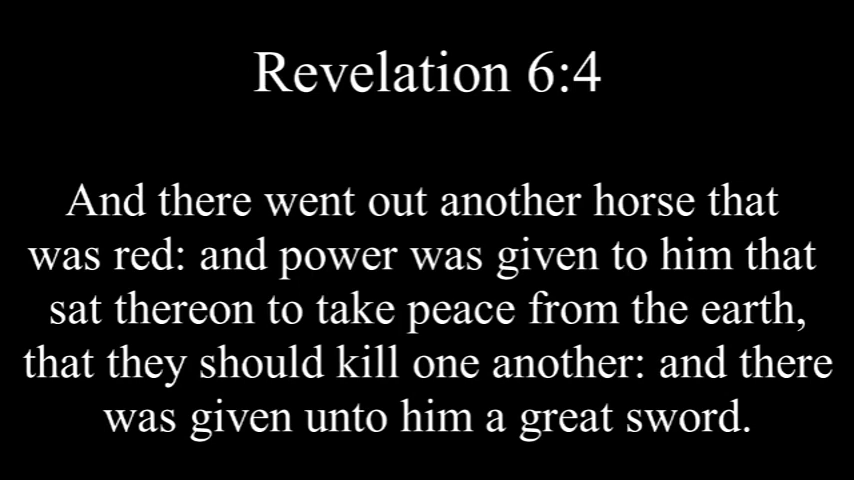 Revelation 6:4
And there went out another horse that
was red: and power was given to him that
sat thereon to take peace from the earth,
that they should kill one another: and there
was given unto him a great sword.